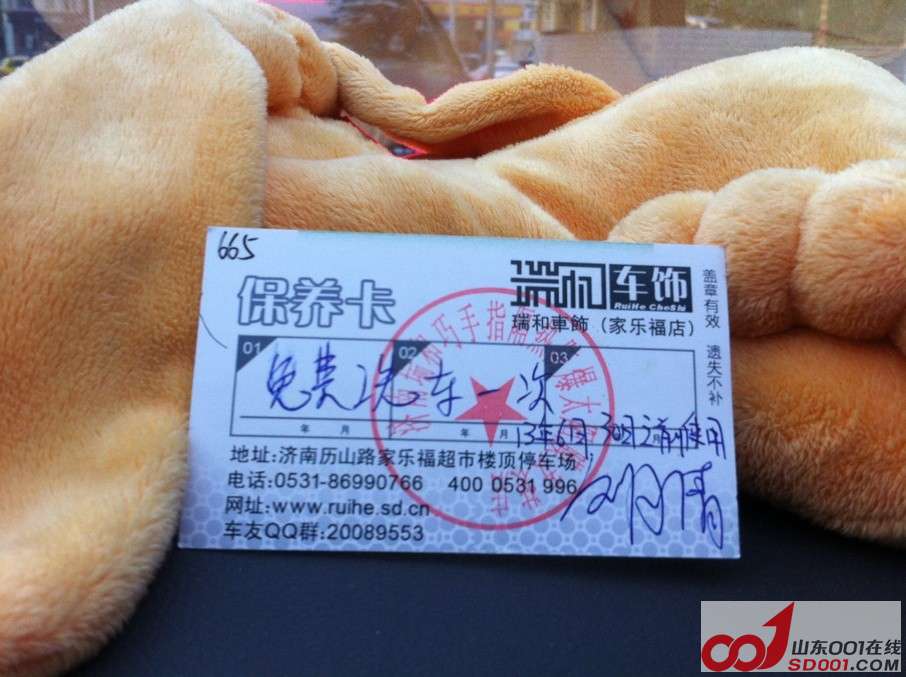 665
保养卡
瑞和 车饰
RuiHe CheShi
瑞和車飾（家乐福店）
盖章有效 遗失不补
01 02 03
免费洗车一次
年 月 年 月
13年6月30日之前使用
地址:济南历山路家乐福超市楼顶停车场
电话:0531-86990766 400 0531 996
网址:www.ruihe.sd.cn
车友QQ群:20089553
山东001在线
SD001.COM